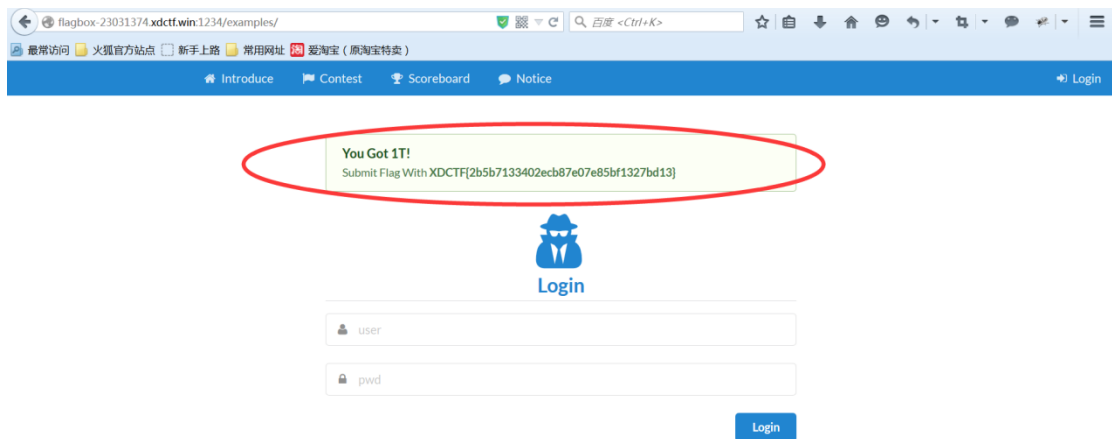 flagbox-23031374.xdctf.win:1234/examples/
百度 <Ctrl+K>
最常访问 火狐官方站点 新手上路 常用网址 爱淘宝（原淘宝特卖）
Introduce Contest Scoreboard Notice Login
You Got 1T!
Submit Flag With XDCTF{2b5b7133402ecb87e07e85bf1327bd13}
Login
user
pwd
Login